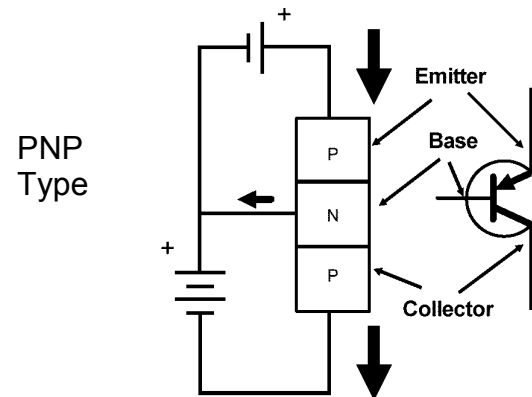 PNP
Type
+
Emitter
P
Base
N
+
P
Collector